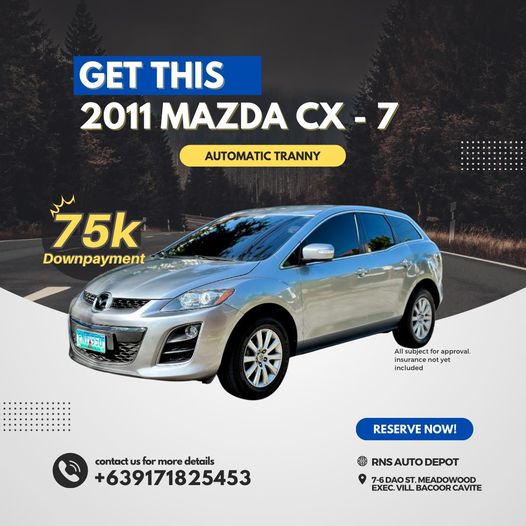 GET THIS
2011 MAZDA CX - 7
AUTOMATIC TRANNY
75k
Downpayment
All subject for approval.
insurance not yet
included
RESERVE NOW!
contact us for more details
+639171825453
RNS AUTO DEPOT
7-6 DAO ST. MEADOWOOD
EXEC. VILL. BACOOR CAVITE